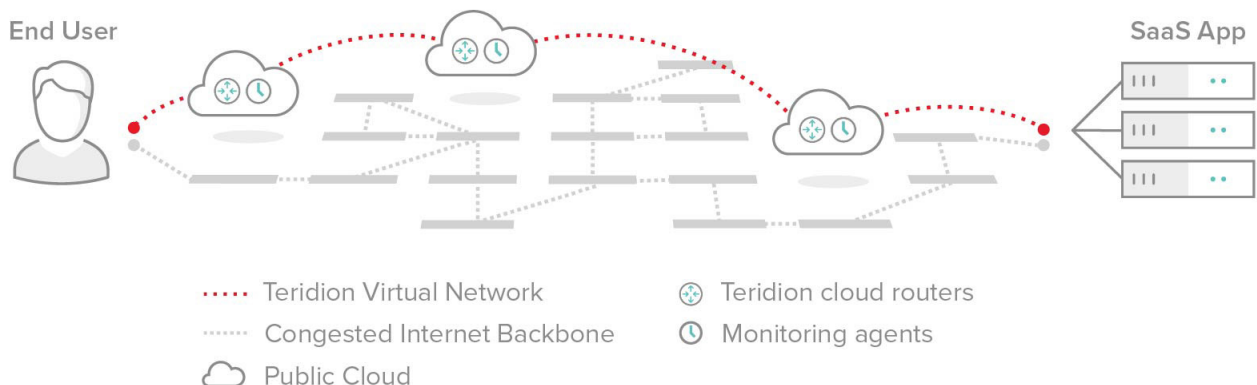 End User
SaaS App
Teridion Virtual Network
Teridion cloud routers
Congested Internet Backbone
Monitoring agents
Public Cloud